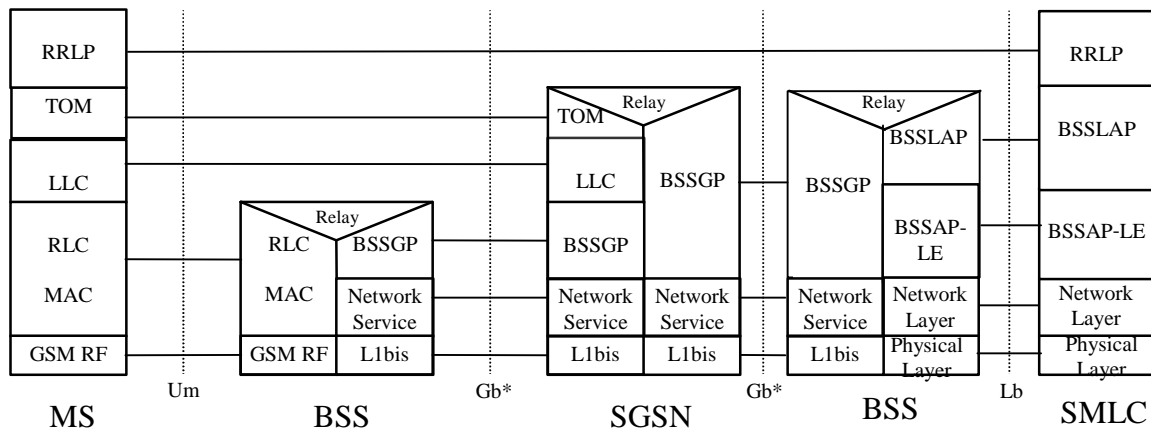 RRLP
TOM
LLC
RLC
MAC
GSM RF
MS
Um
Relay
RLC
BSSGP
MAC
Network
Service
GSM RF
L1bis
BSS
Gb*
Relay
TOM
LLC
BSSGP
BSSGP
Network
Service
Network
Service
L1bis
L1bis
SGSN
Gb*
Relay
BSSGP
BSSLAP
BSSAP-
LE
Network
Service
Network
Layer
L1bis
Physical
Layer
BSS
Lb
RRLP
BSSLAP
BSSAP-LE
Network
Layer
Physical
Layer
SMLC